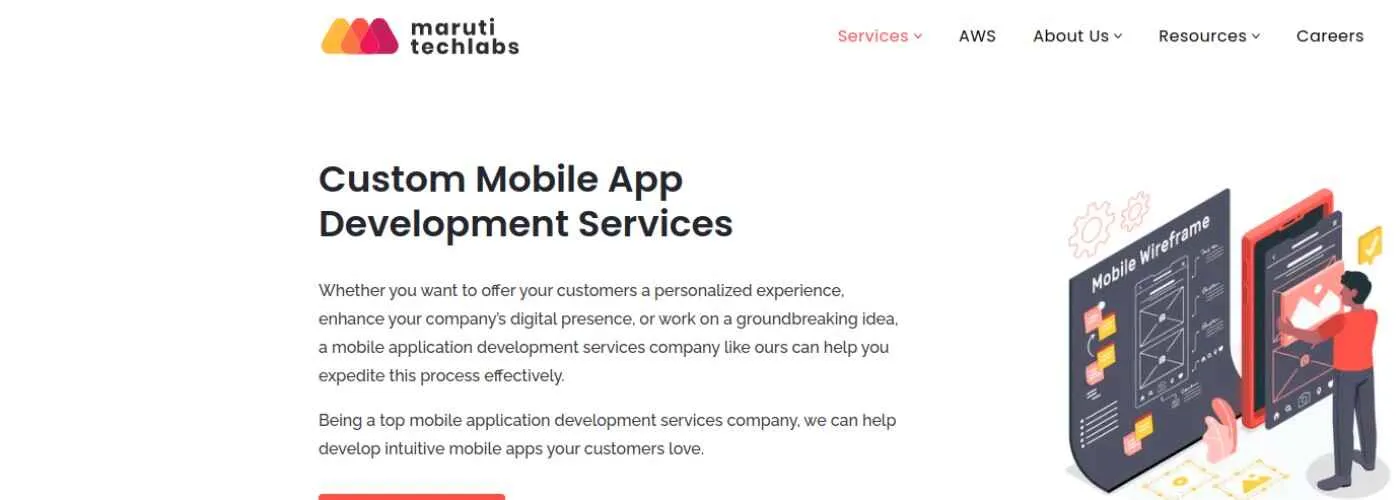 maruti
techlabs
Services AWS About Us Resources Careers
Custom Mobile App
Development Services
Whether you want to offer your customers a personalized experience,
enhance your company's digital presence, or work on a groundbreaking idea,
a mobile application development services company like ours can help you
expedite this process effectively.
Being a top mobile application development services company, we can help
develop intuitive mobile apps your customers love.
Mobile Wireframe